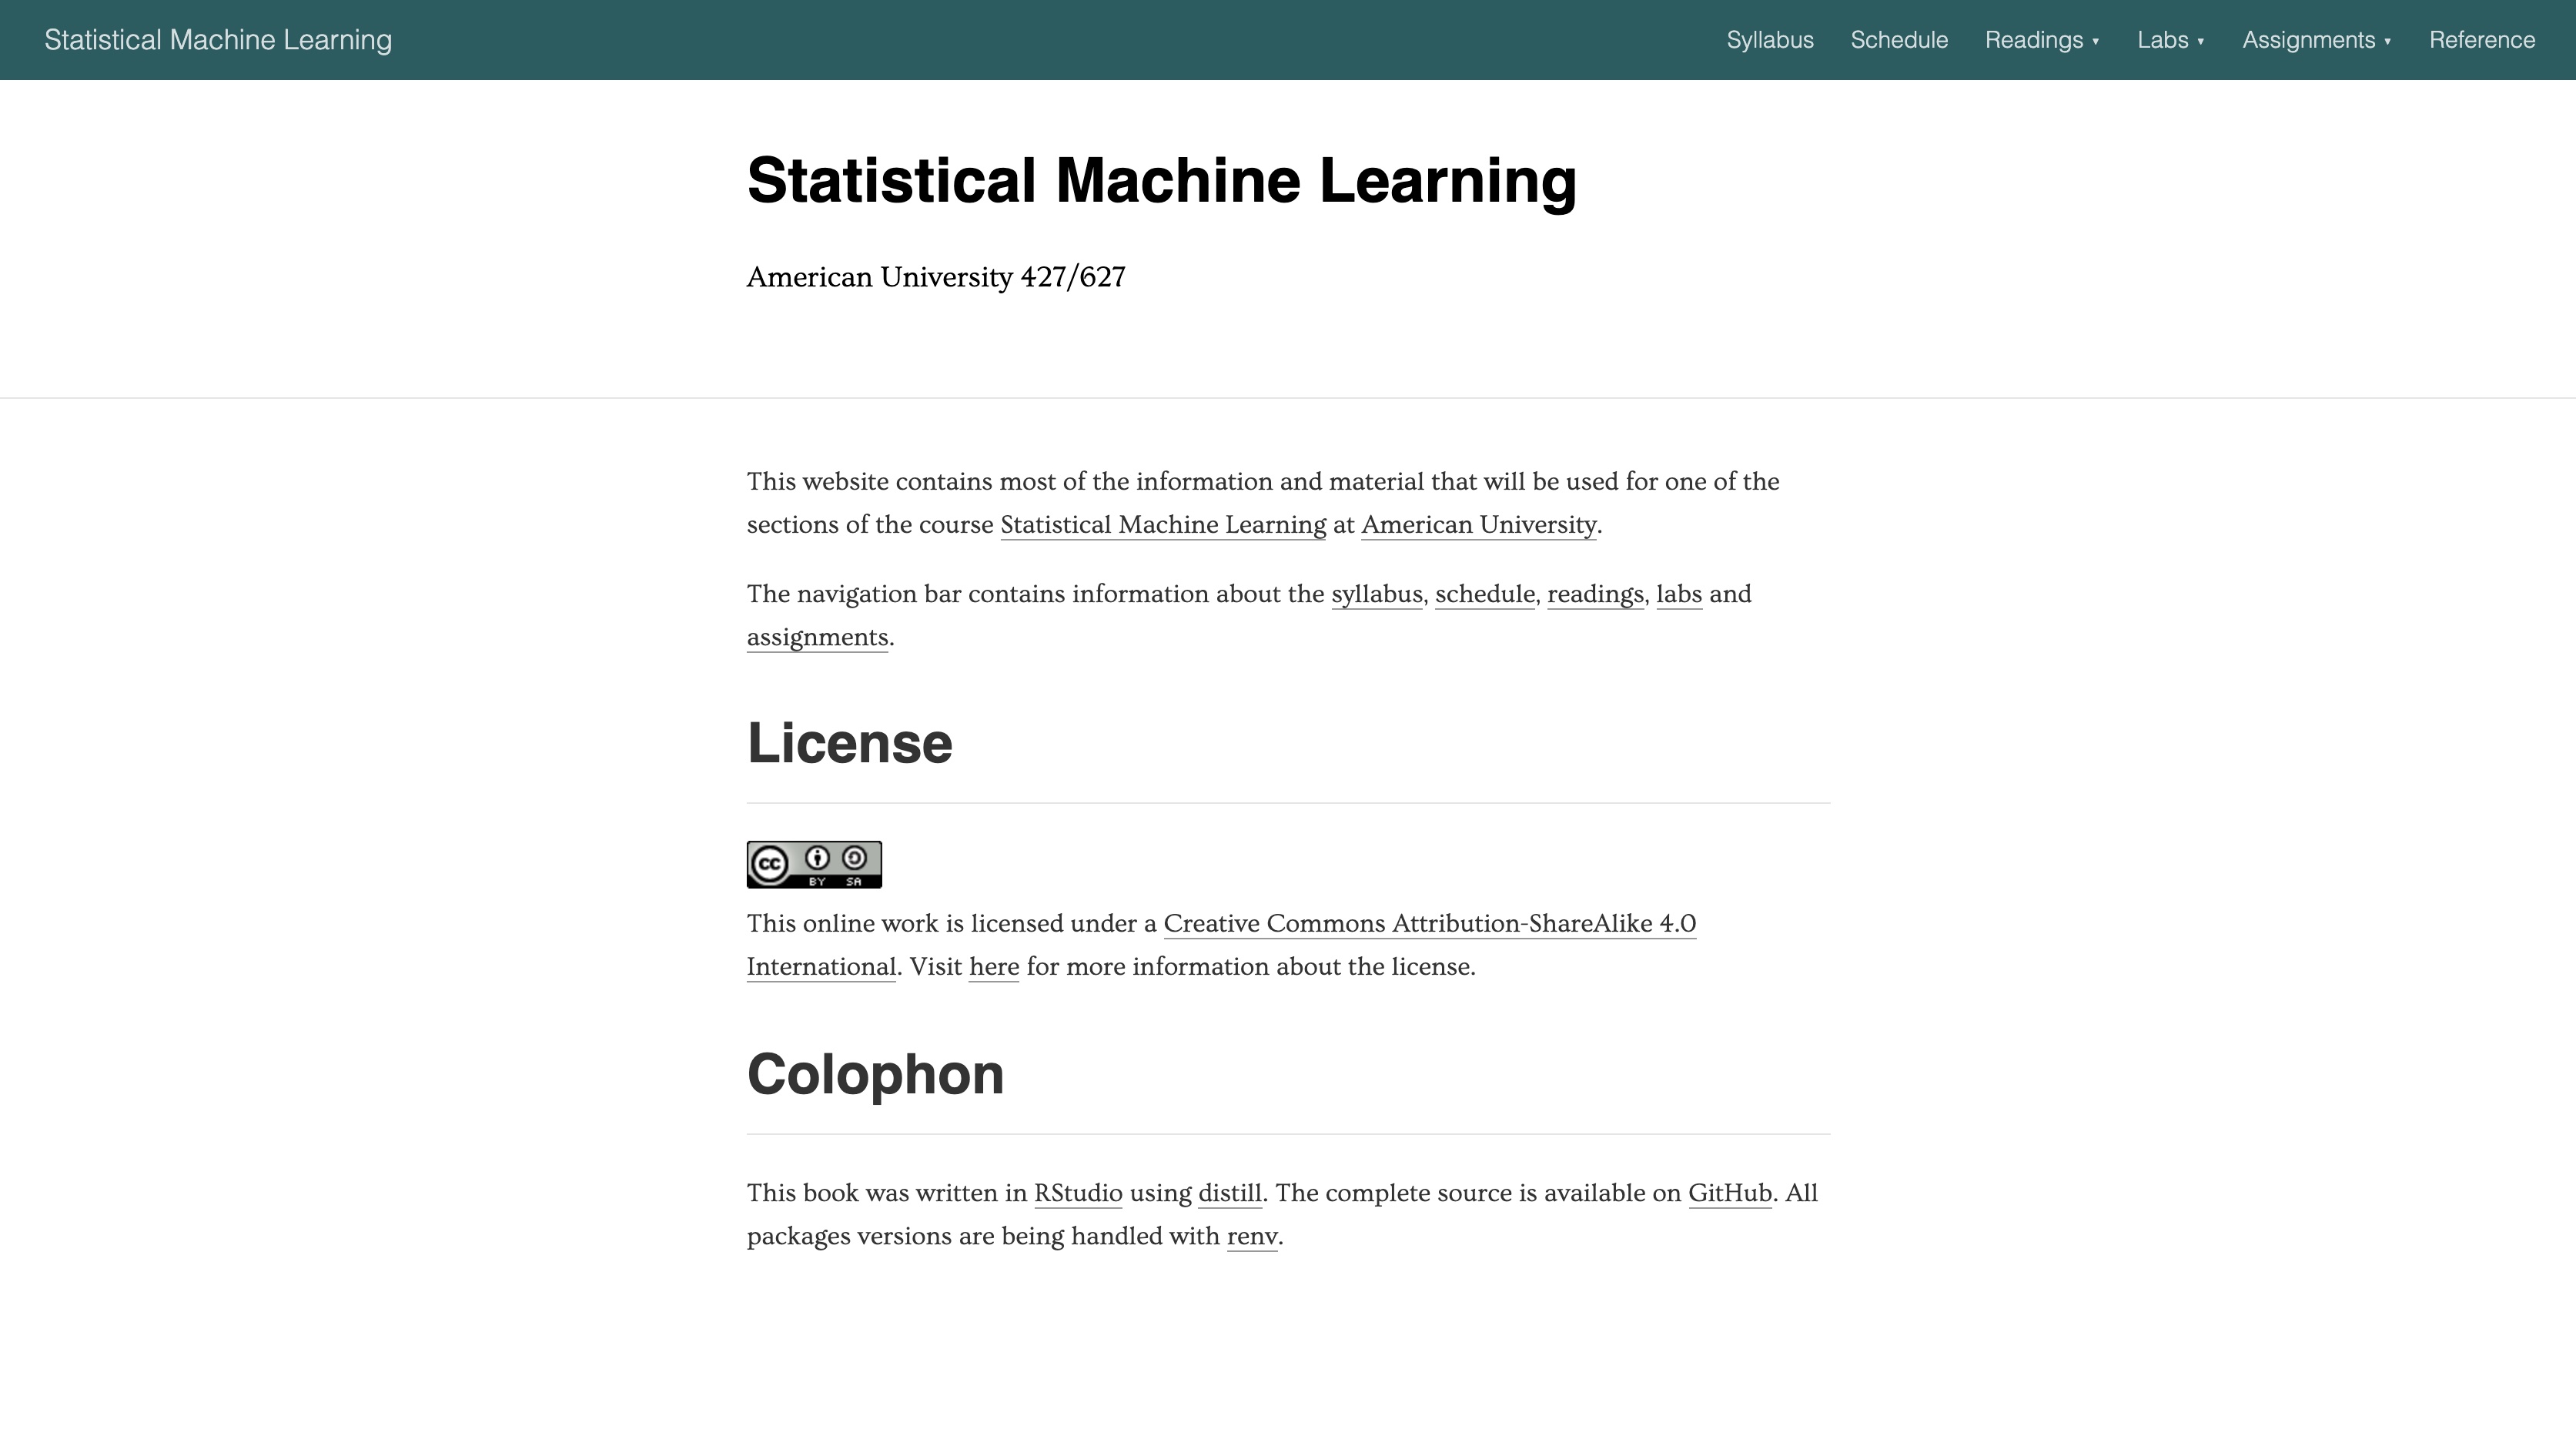 Statistical Machine Learning
Syllabus Schedule Readings ▾ Labs ▾ Assignments ▾ Reference
Statistical Machine Learning
American University 427/627
This website contains most of the information and material that will be used for one of the
sections of the course Statistical Machine Learning at American University.
The navigation bar contains information about the syllabus, schedule, readings, labs and
assignments.
License
cc BY SA
This online work is licensed under a Creative Commons Attribution-ShareAlike 4.0
International. Visit here for more information about the license.
Colophon
This book was written in RStudio using distill. The complete source is available on GitHub. All
packages versions are being handled with renv.